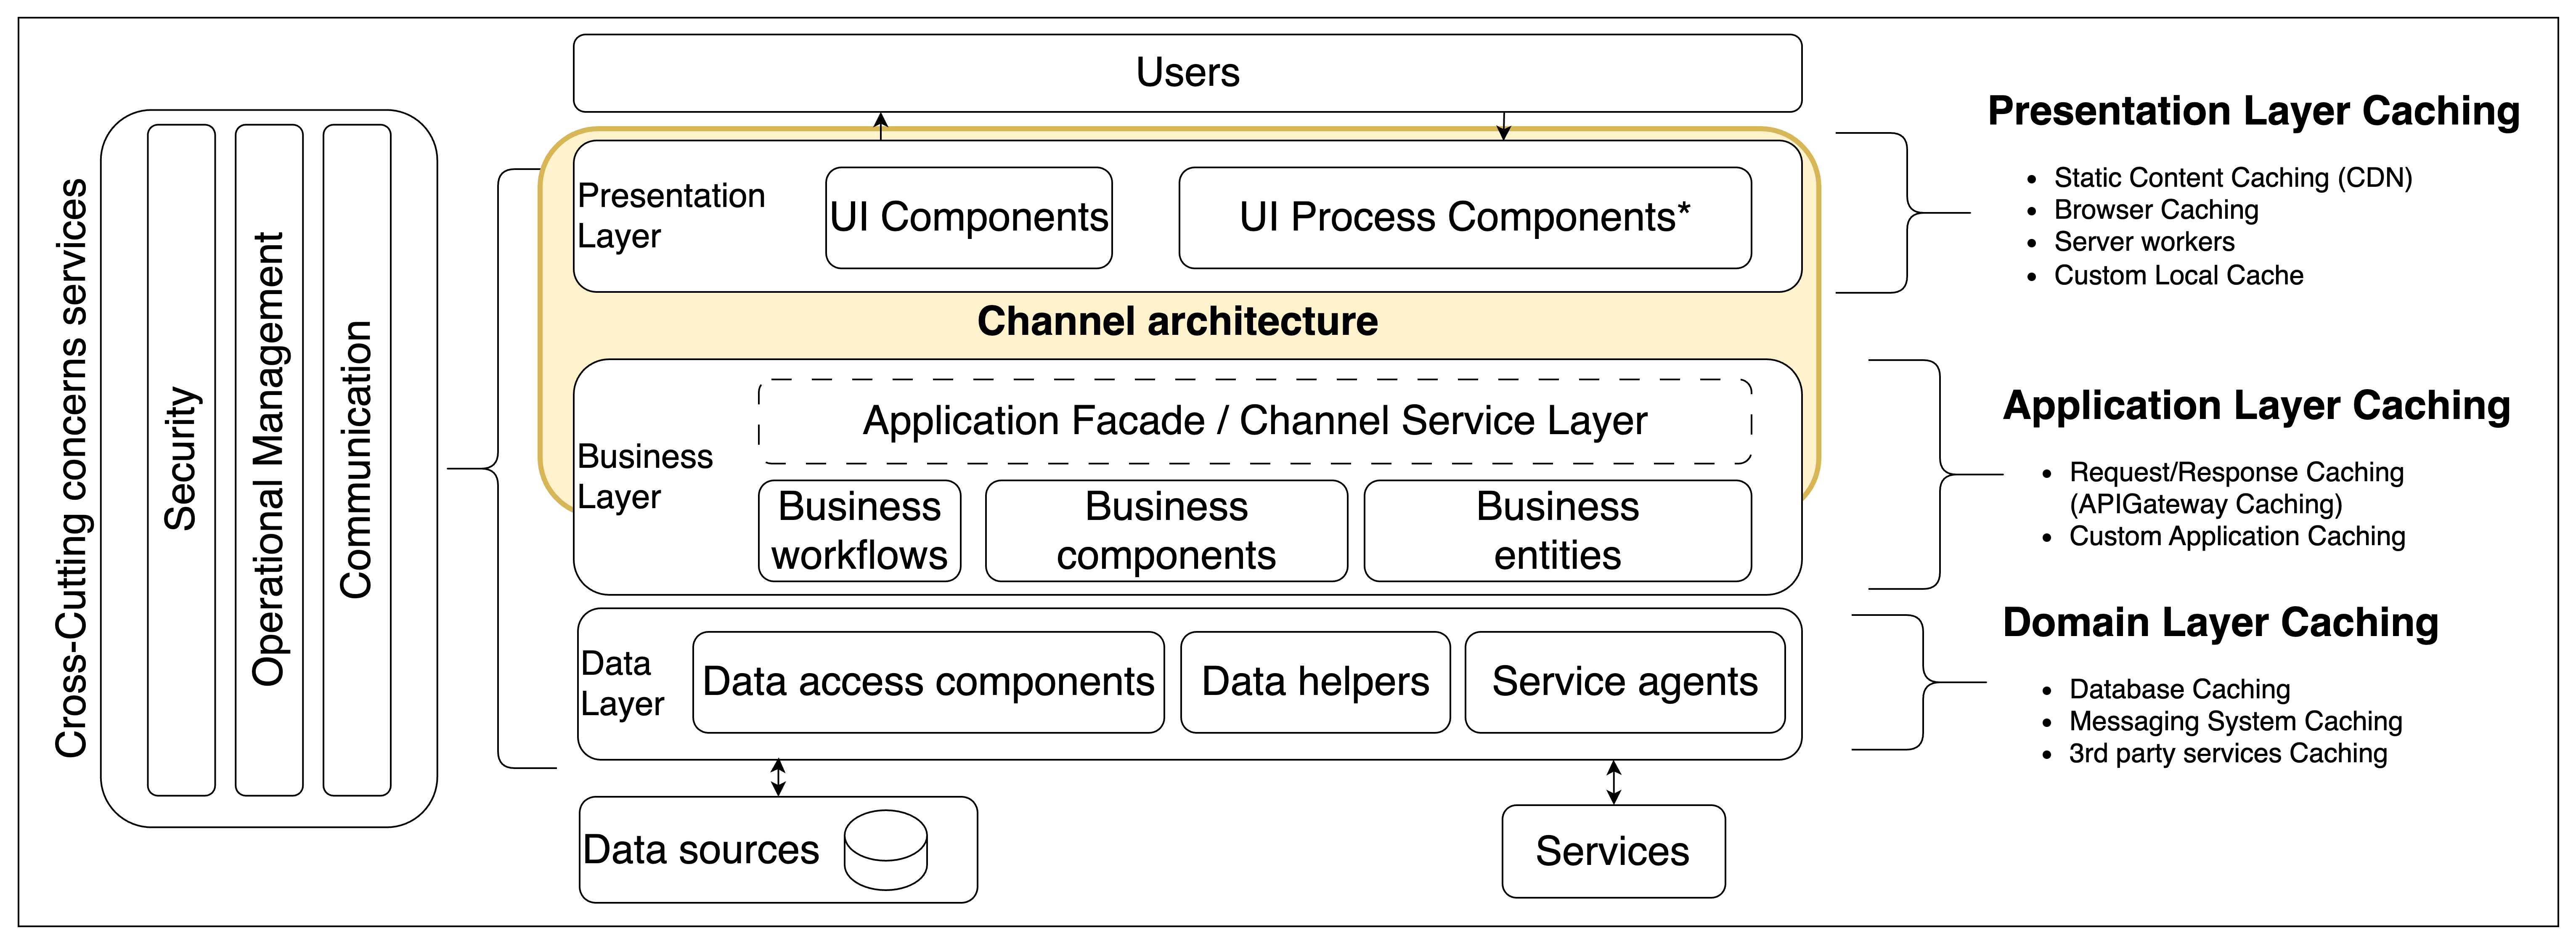 Cross-Cutting concerns services
Security
Operational Management
Communication
Users
Presentation
Layer
UI Components
UI Process Components*
Channel architecture
Business
Layer
Application Facade / Channel Service Layer
Business
workflows
Business
components
Business
entities
Data
Layer
Data access components
Data helpers
Service agents
Data sources
Services
Presentation Layer Caching
• Static Content Caching (CDN)
• Browser Caching
• Server workers
• Custom Local Cache
Application Layer Caching
• Request/Response Caching
(APIGateway Caching)
• Custom Application Caching
Domain Layer Caching
• Database Caching
• Messaging System Caching
• 3rd party services Caching